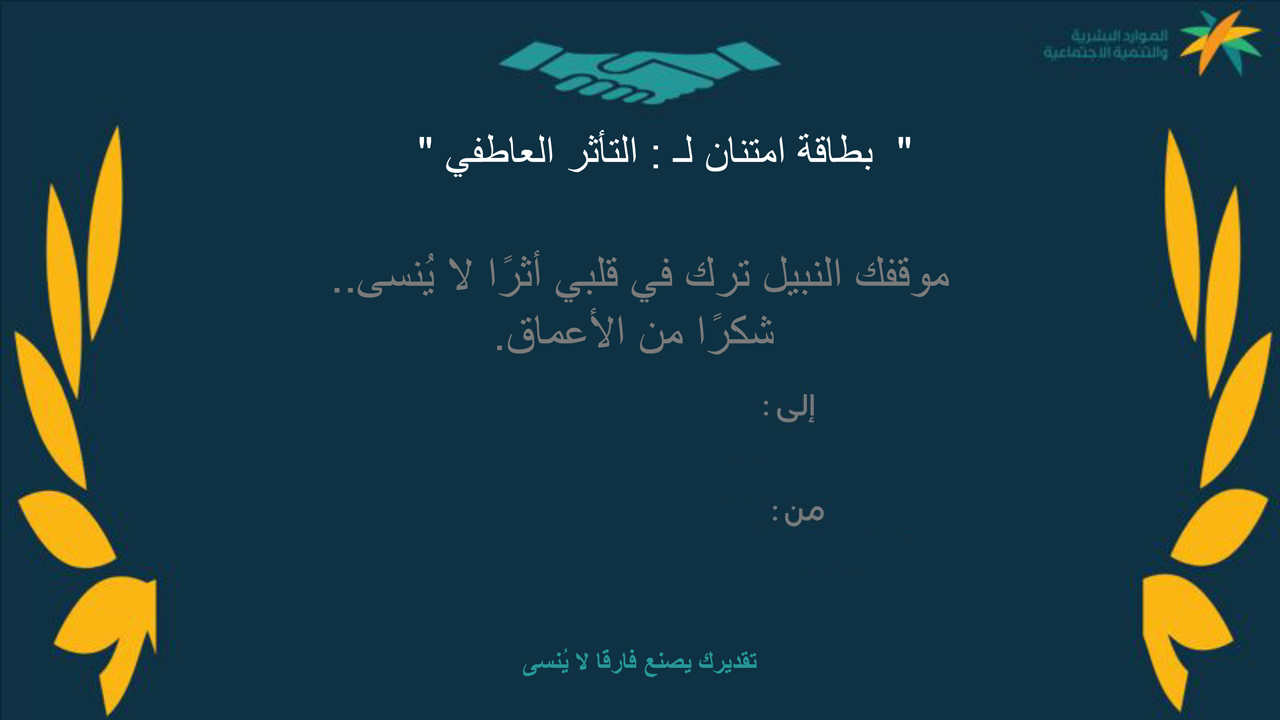 الموارد البشرية
والتنمية الاجتماعية
" بطاقة امتنان لـ : التأثر العاطفي "
موقفك النبيل ترك في قلبي أثرًا لا يُنسى..
شكرًا من الأعماق.
إلى :
من :
تقديرك يصنع فارقا لا يُنسى